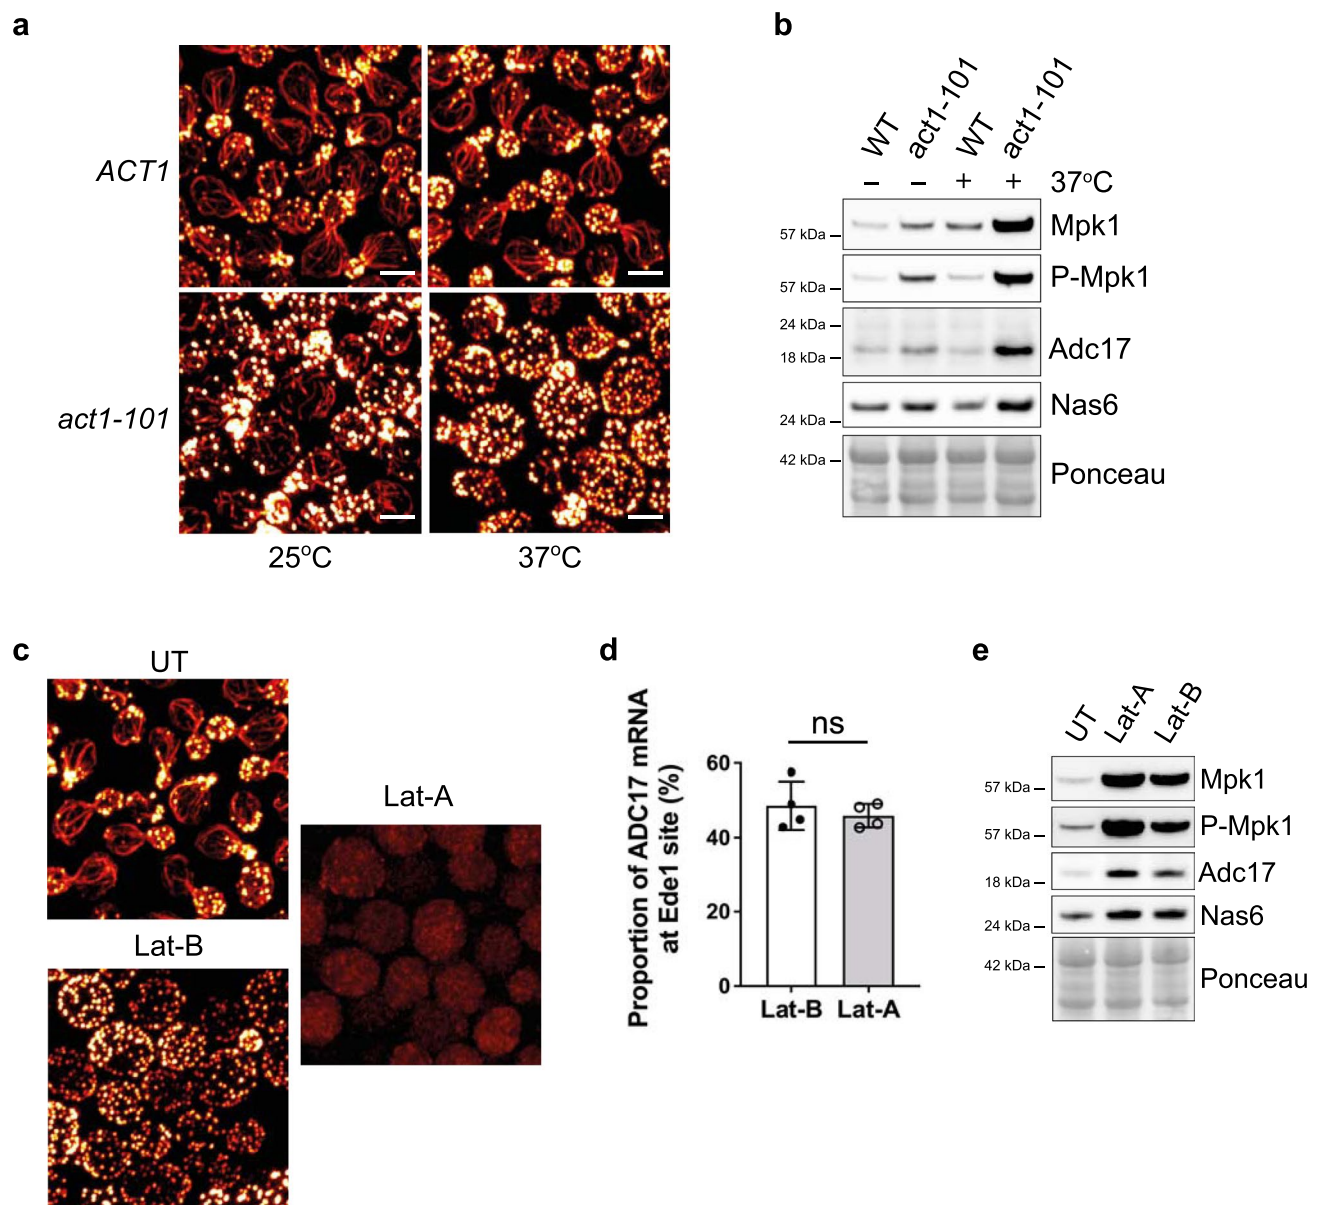 a
ACT1
act1-101
25°C
37°C
b
WT
act1-101
WT
act1-101
– – + + 37°C
57 kDa
Mpk1
57 kDa
P-Mpk1
24 kDa
18 kDa
Adc17
24 kDa
Nas6
42 kDa
Ponceau
c
UT
Lat-A
Lat-B
d
Proportion of ADC17 mRNA
at Ede1 site (%)
ns
60
40
20
0
Lat-B Lat-A
e
UT
Lat-A
Lat-B
57 kDa
Mpk1
57 kDa
P-Mpk1
18 kDa
Adc17
24 kDa
Nas6
42 kDa
Ponceau